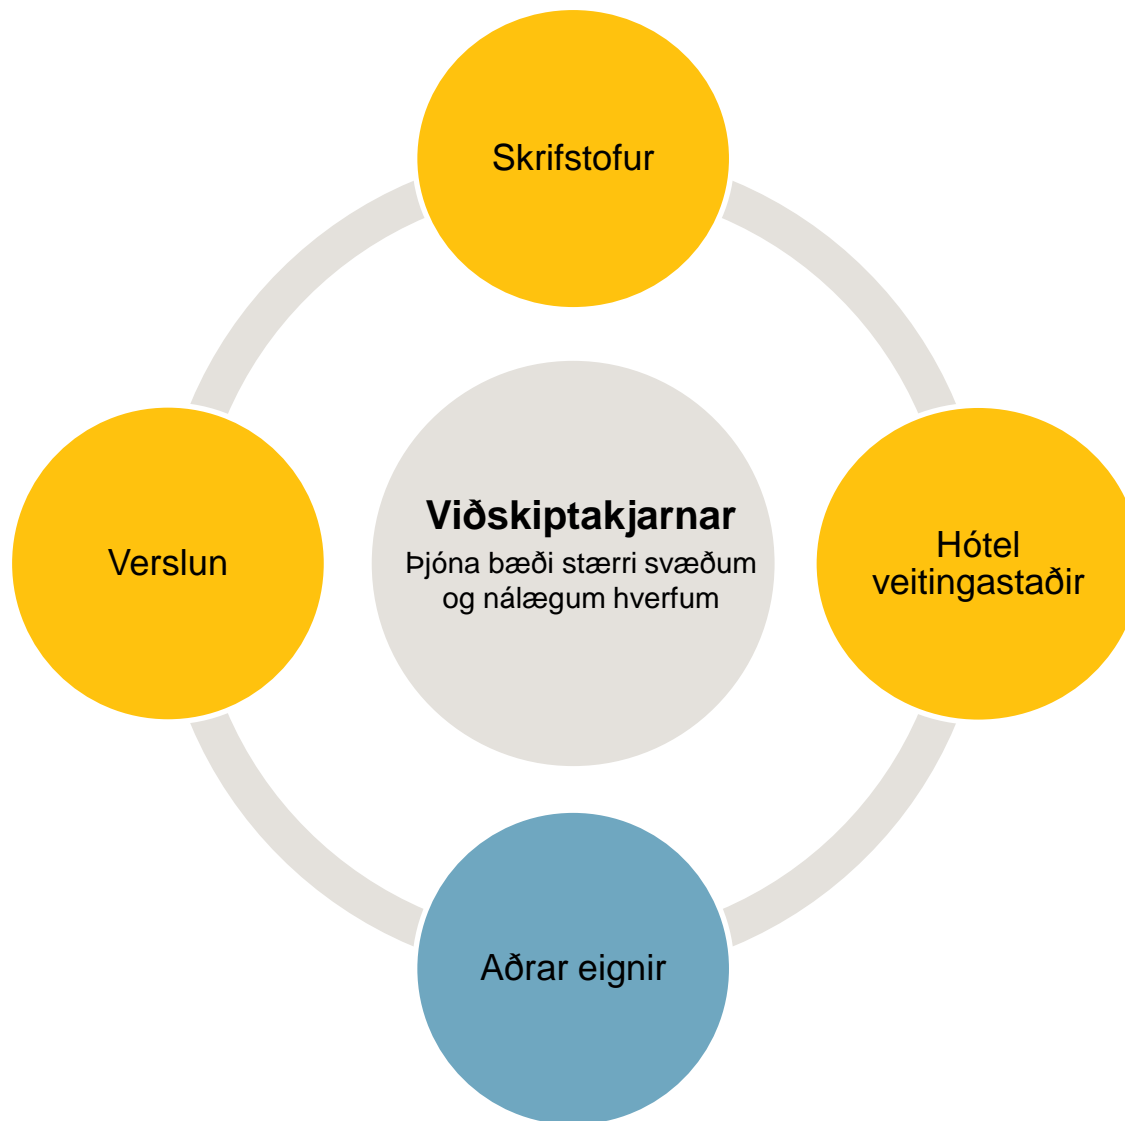 Skrifstofur
Verslun
Viðskiptakjarnar
Þjóna bæði stærri svæðum
og nálægum hverfum
Hótel
veitingastaðir
Aðrar eignir